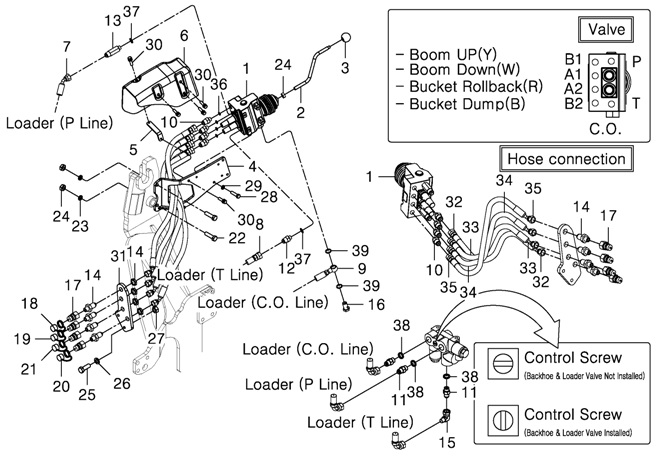 37
13
7
30
6
1
24
3
2
30
36
10
5
4
29
28
30
22
24
23
8
12
37
39
9
39
16
Loader (P Line)
Loader (T Line)
Loader (C.O. Line)
14
31
14
17
18
19
21
20
25
26
27
Valve
– Boom UP(Y)
– Boom Down(W)
– Bucket Rollback(R)
– Bucket Dump(B)
B1
A1
A2
B2
P
T
C.O.
Hose connection
1
32
33
34
35
14
17
10
35
34
33
32
38
Loader (C.O. Line)
Loader (P Line)
Loader (T Line)
11
38
38
11
15
Control Screw
(Backhoe & Loader Valve Not Installed)
Control Screw
(Backhoe & Loader Valve Installed)